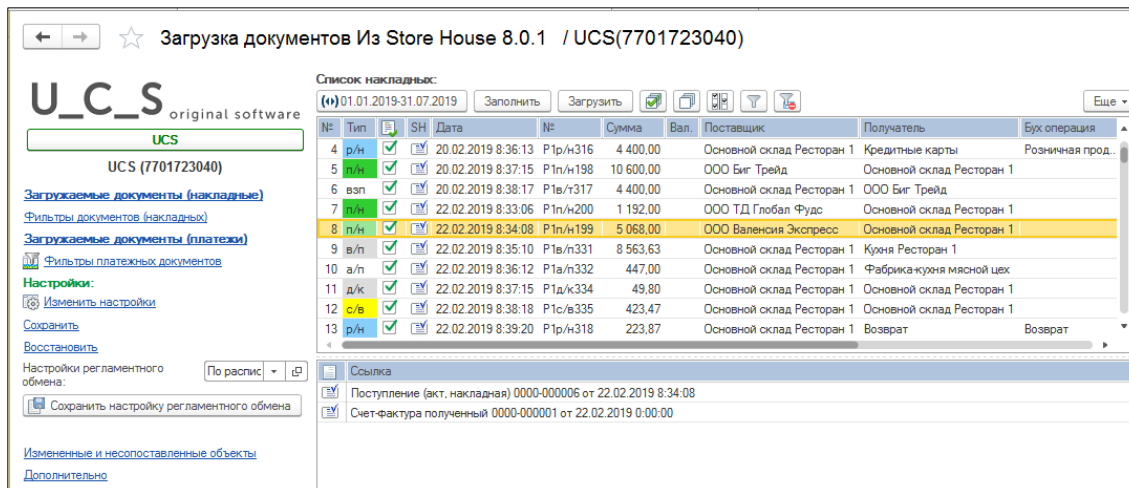 Загрузка документов Из Store House 8.0.1 / UCS(7701723040)
U_C_S original software
UCS
UCS (7701723040)
Загружаемые документы (накладные)
Фильтры документов (накладных)
Загружаемые документы (платежи)
Фильтры платежных документов
Настройки:
Изменить настройки
Сохранить
Восстановить
Настройки регламентного обмена:
По распис
Сохранить настройку регламентного обмена
Измененные и несопоставленные объекты
Дополнительно
Список накладных:
01.01.2019-31.07.2019 Заполнить Загрузить Еще
№ Тип SH Дата № Сумма Вал. Поставщик Получатель Бух операция
4 р/н 20.02.2019 8:36:13 Р1р/н316 4 400,00 Основной склад Ресторан 1 Кредитные карты Розничная прод..
5 п/н 20.02.2019 8:37:15 Р1п/н198 10 600,00 ООО Биг Трейд Основной склад Ресторан 1
6 взп 20.02.2019 8:38:17 Р1в/т317 4 400,00 Основной склад Ресторан 1 ООО Биг Трейд
7 п/н 22.02.2019 8:33:06 Р1п/н200 1 192,00 ООО ТД Глобал Фудс Основной склад Ресторан 1
8 п/н 22.02.2019 8:34:08 Р1п/н199 5 068,00 ООО Валенсия Экспресс Основной склад Ресторан 1
9 в/п 22.02.2019 8:35:10 Р1в/п331 8 563,63 Основной склад Ресторан 1 Кухня Ресторан 1
10 а/п 22.02.2019 8:36:12 Р1а/п332 447,00 Основной склад Ресторан 1 Фабрика-кухня мясной цех
11 д/к 22.02.2019 8:37:15 Р1д/к334 49,80 Основной склад Ресторан 1 Основной склад Ресторан 1
12 с/в 22.02.2019 8:38:18 Р1с/в335 423,47 Основной склад Ресторан 1 Основной склад Ресторан 1
13 р/н 22.02.2019 8:39:20 Р1р/н318 223,87 Основной склад Ресторан 1 Возврат Возврат
Ссылка
Поступление (акт, накладная) 0000-000006 от 22.02.2019 8:34:08
Счет-фактура полученный 0000-000001 от 22.02.2019 0:00:00